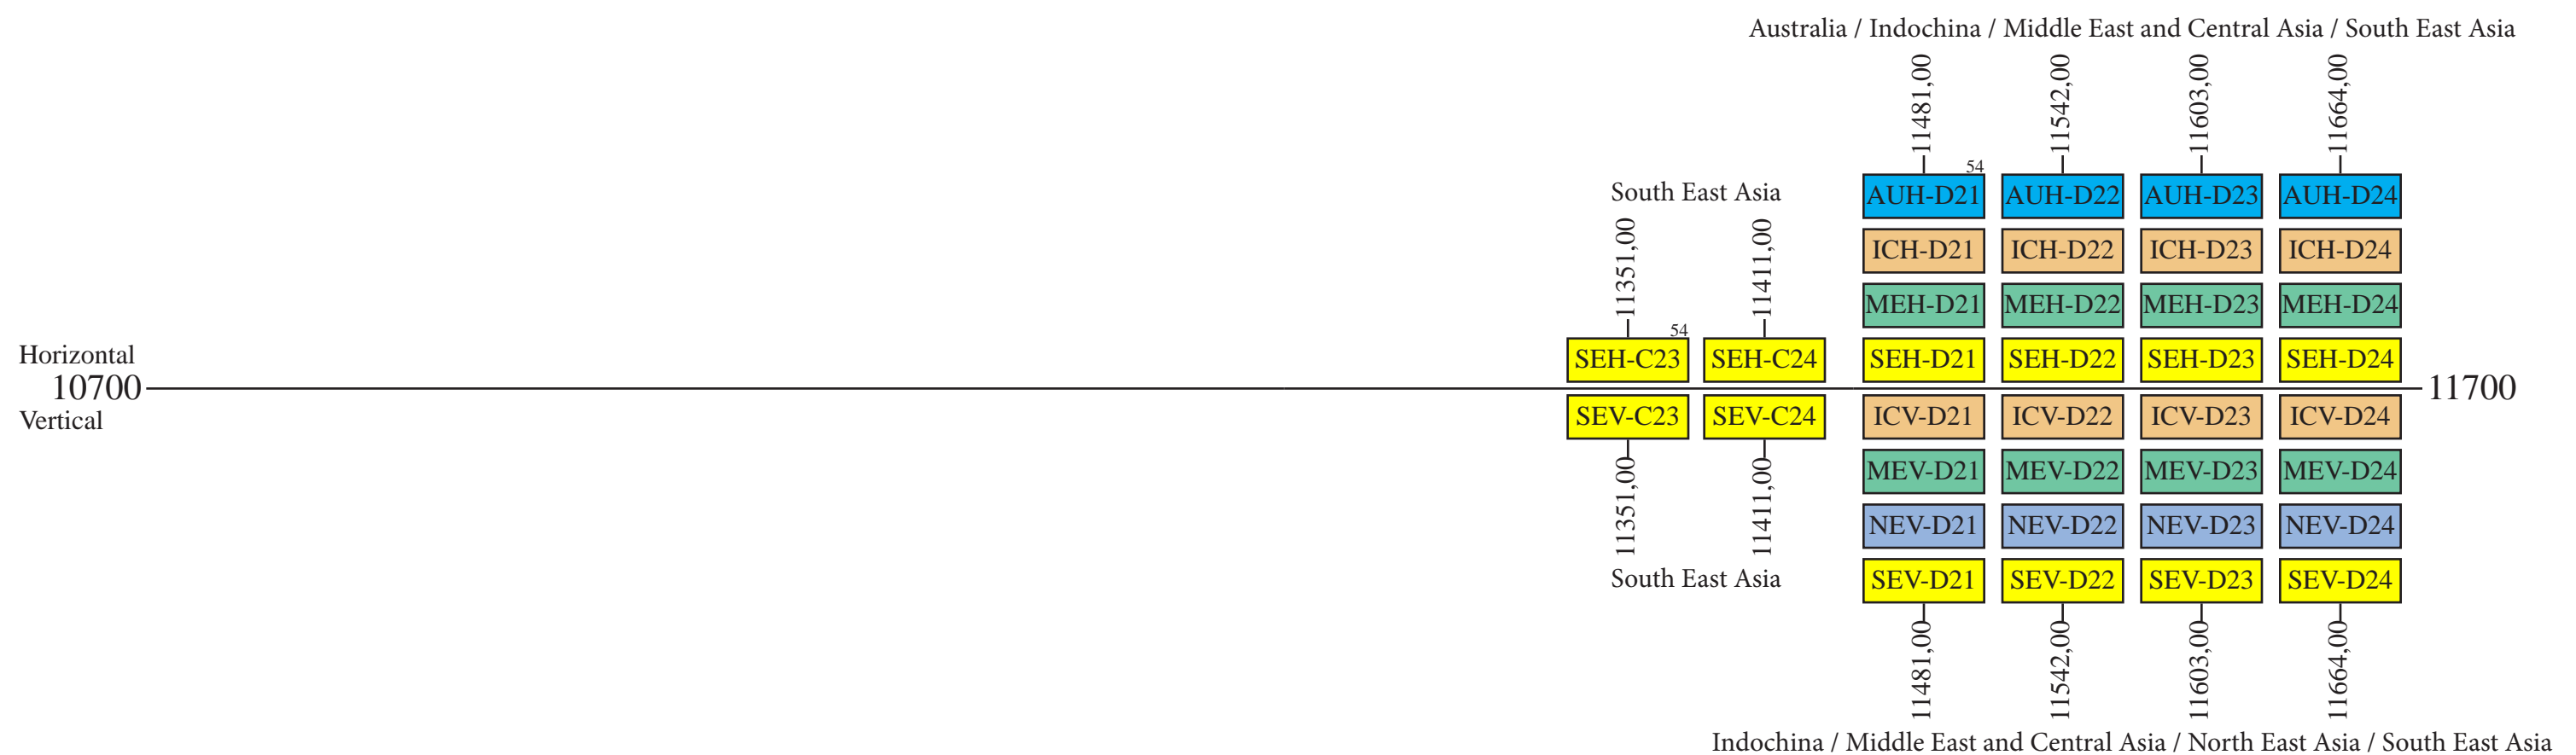 Australia / Indochina / Middle East and Central Asia / South East Asia
11481,00 11542,00 11603,00 11664,00
54
AUH-D21 AUH-D22 AUH-D23 AUH-D24
South East Asia
11351,00 11411,00
ICH-D21 ICH-D22 ICH-D23 ICH-D24
MEH-D21 MEH-D22 MEH-D23 MEH-D24
54
Horizontal
SEH-C23 SEH-C24 SEH-D21 SEH-D22 SEH-D23 SEH-D24
10700 11700
Vertical
SEV-C23 SEV-C24 ICV-D21 ICV-D22 ICV-D23 ICV-D24
MEV-D21 MEV-D22 MEV-D23 MEV-D24
11351,00 11411,00
NEV-D21 NEV-D22 NEV-D23 NEV-D24
South East Asia
SEV-D21 SEV-D22 SEV-D23 SEV-D24
11481,00 11542,00 11603,00 11664,00
Indochina / Middle East and Central Asia / North East Asia / South East Asia